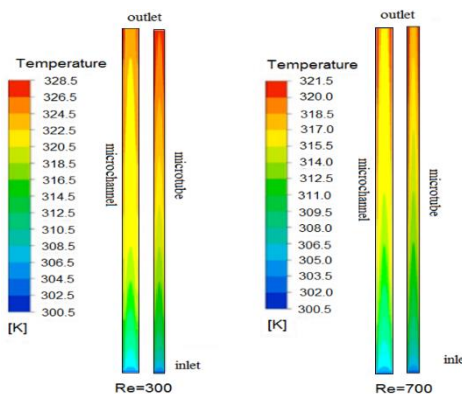 outlet
Temperature
328.5
326.5
324.5
322.5
320.5
318.5
316.5
314.5
312.5
310.5
308.5
306.5
304.5
302.5
300.5
[K]
microchannel
microtube
inlet
Re=300
outlet
Temperature
321.5
320.0
318.5
317.0
315.5
314.0
312.5
311.0
309.5
308.0
306.5
305.0
303.5
302.0
300.5
[K]
microchannel
microtube
inlet
Re=700